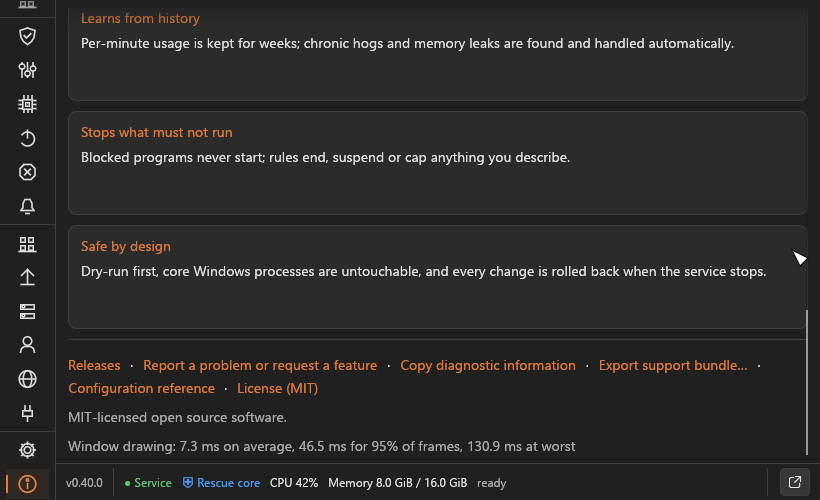 Learns from history
Per-minute usage is kept for weeks; chronic hogs and memory leaks are found and handled automatically.
Stops what must not run
Blocked programs never start; rules end, suspend or cap anything you describe.
Safe by design
Dry-run first, core Windows processes are untouchable, and every change is rolled back when the service stops.
Releases · Report a problem or request a feature · Copy diagnostic information · Export support bundle... ·
Configuration reference · License (MIT)
MIT-licensed open source software.
Window drawing: 7.3 ms on average, 46.5 ms for 95% of frames, 130.9 ms at worst
v0.40.0 Service Rescue core CPU 42% Memory 8.0 GiB / 16.0 GiB ready